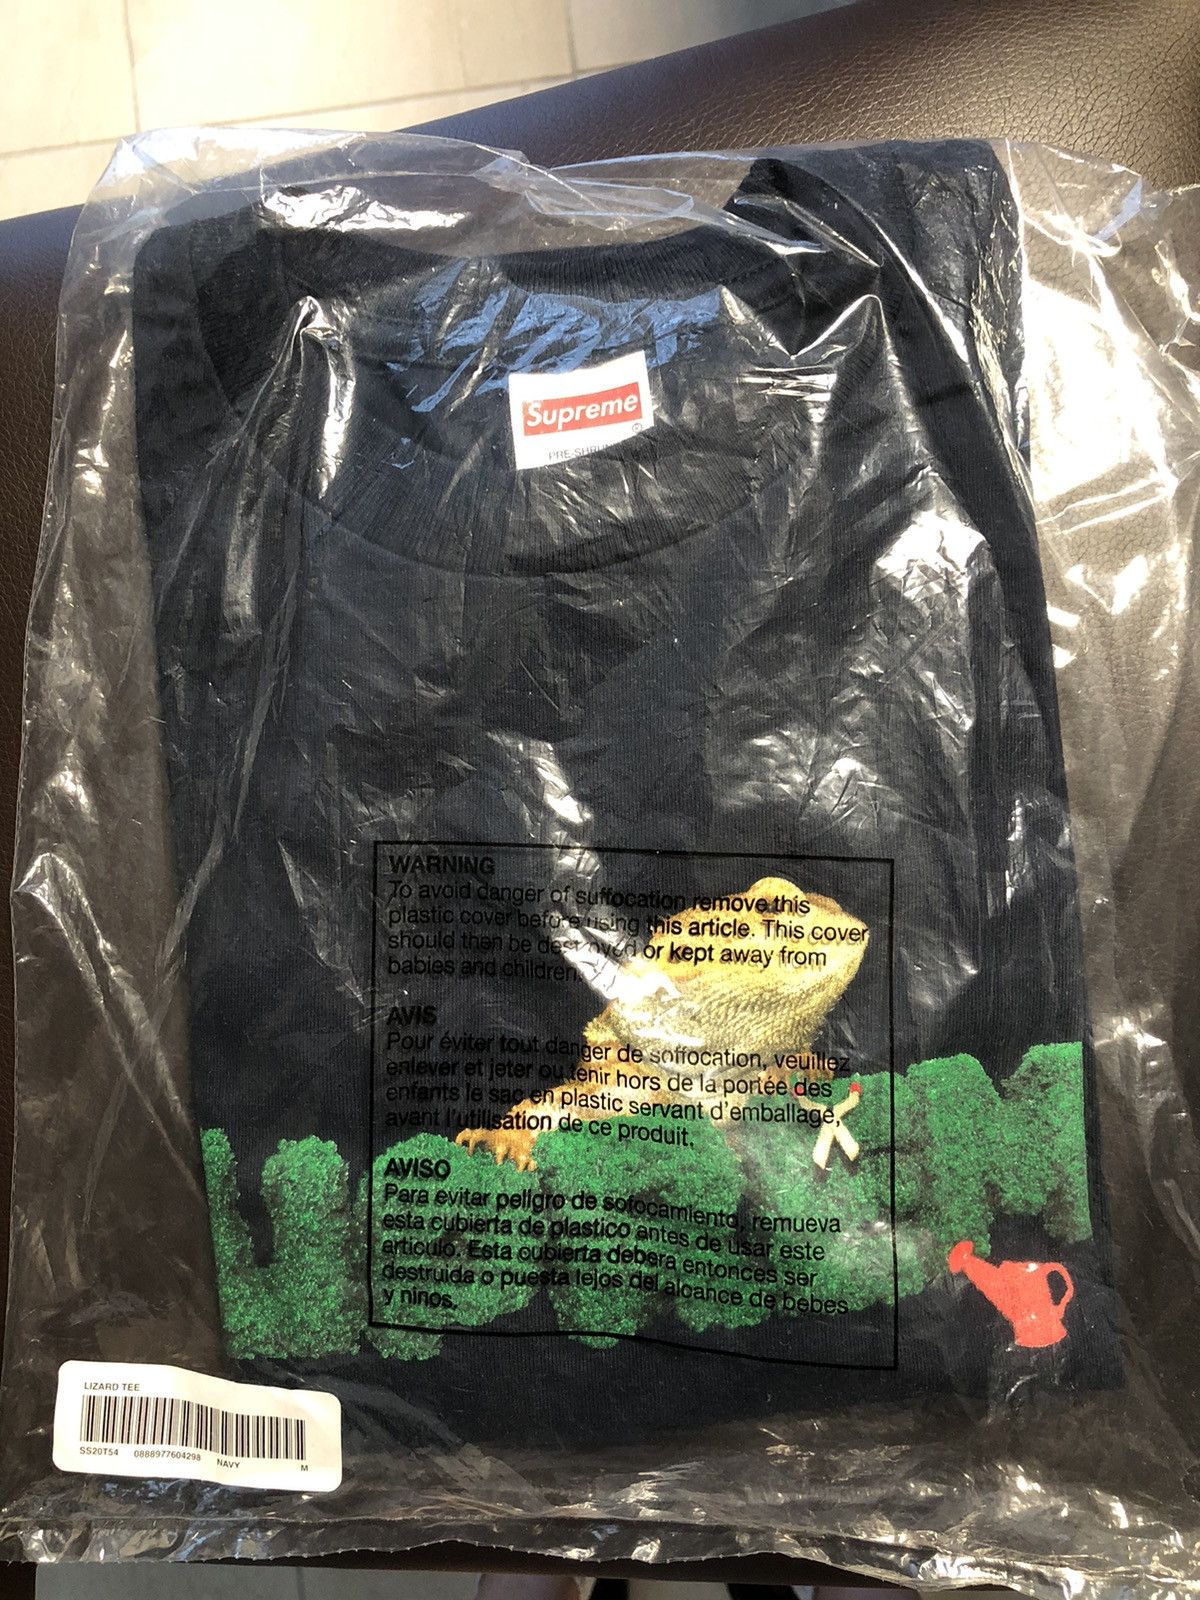 Supreme
®
PRE-SHRUN
WARNING
To avoid danger of suffocation remove this
plastic cover before using this article. This cover
should then be destroyed or kept away from
babies and children.
AVIS
Pour éviter tout danger de soffocation, veuillez
enlever et jeter ou tenir hors de la portée des
enfants le sac en plastic servant d'emballage,
avant l'utilisation de ce produit.
AVISO
Para evitar peligro de sofocamiento, remueva
esta cubierta de plastico antes de usar este
articulo. Esta cubierta debera entonces ser
destruida o puesta lejos del alcance de bebes
y ninos.
LIZARD TEE
SS20T54 0888977604298 NAVY M